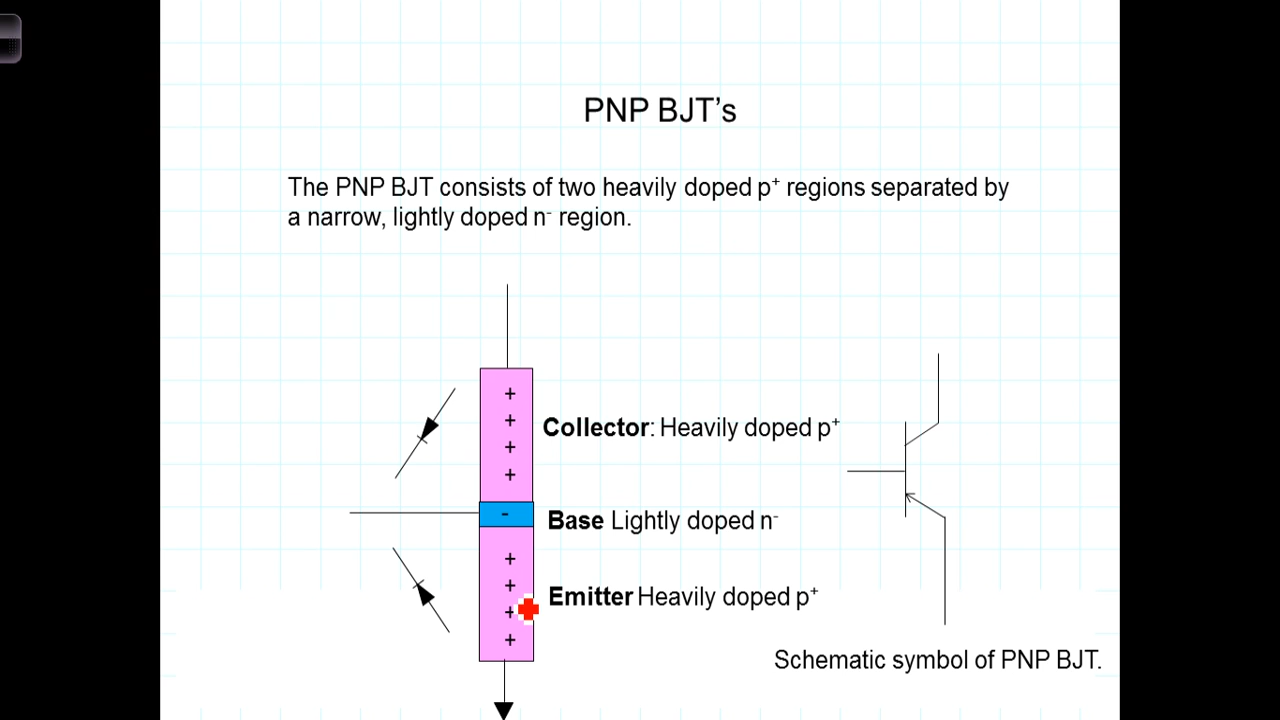 PNP BJT’s
The PNP BJT consists of two heavily doped p⁺ regions separated by
a narrow, lightly doped n⁻ region.
+
+
+
+
Collector: Heavily doped p⁺
-
Base Lightly doped n⁻
+
+
+
+
Emitter Heavily doped p⁺
Schematic symbol of PNP BJT.